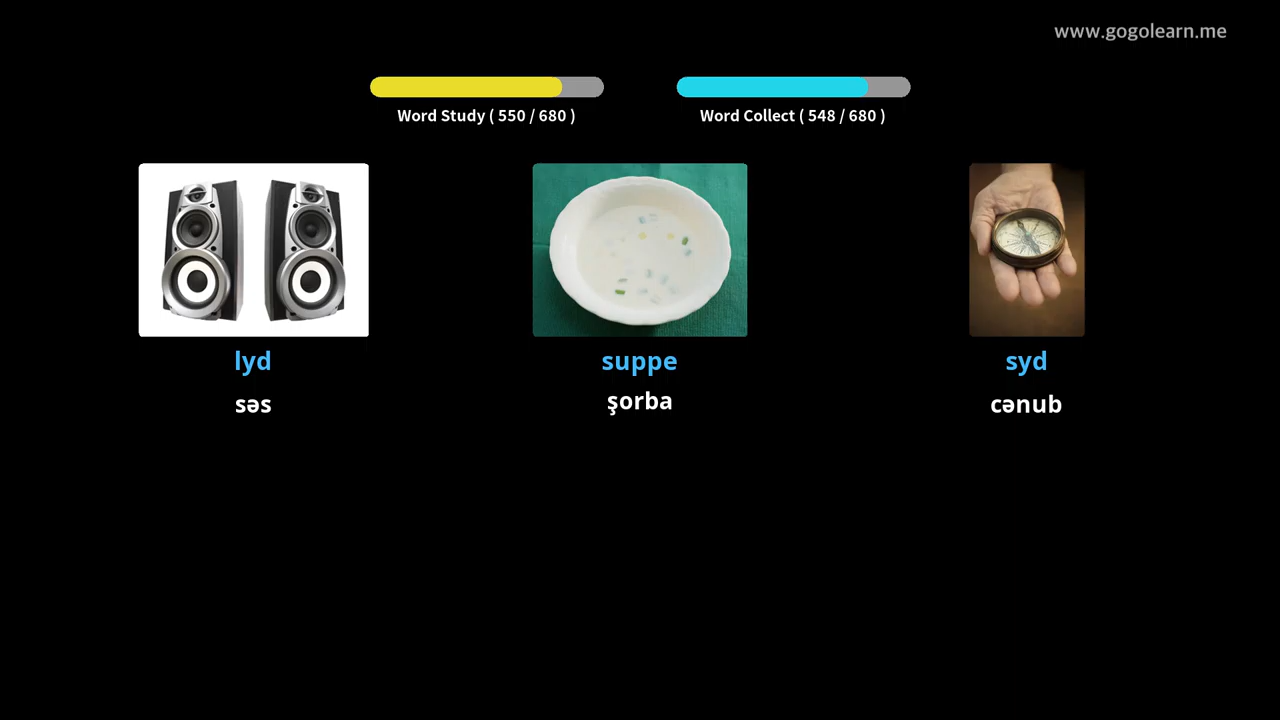 www.gogolearn.me
Word Study ( 550 / 680 )
Word Collect ( 548 / 680 )
lyd
suppe
syd
səs
şorba
cənub